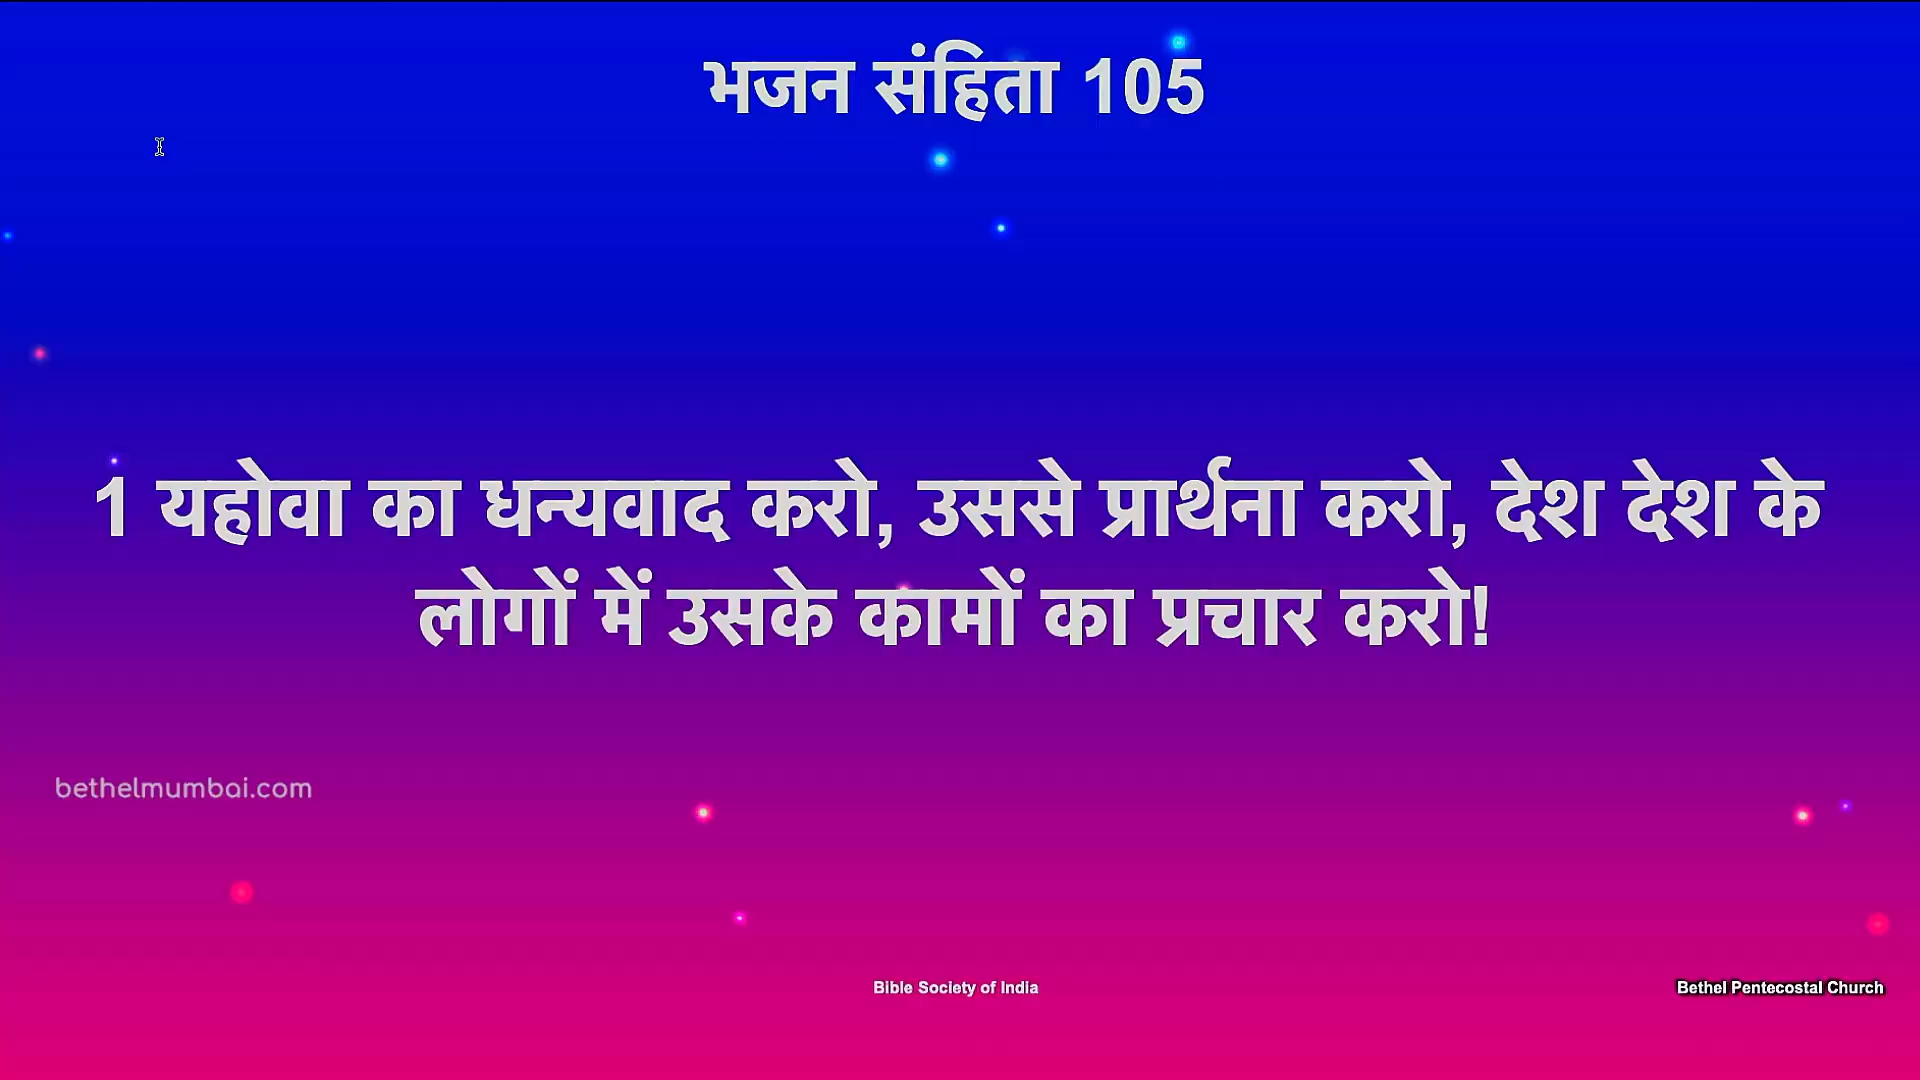 भजन संहिता 105
1 यहोवा का धन्यवाद करो, उससे प्रार्थना करो, देश देश के
लोगों में उसके कामों का प्रचार करो!
bethelmumbai.com
Bible Society of India
Bethel Pentecostal Church